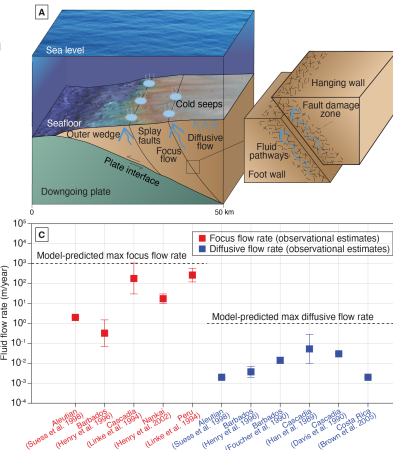 A
Sea level
Seafloor
Cold seeps
Outer wedge
Splay
faults
Diffusive
flow
Focus
flow
Plate interface
Downgoing plate
0
50 km
Hanging wall
Fault damage
zone
Fluid
pathways
Foot wall
C
Focus flow rate (observational estimates)
Diffusive flow rate (observational estimates)
Model-predicted max focus flow rate
Model-predicted max diffusive flow rate
Fluid flow rate (m/year)
10⁵
10⁴
10³
10²
10¹
10⁰
10⁻¹
10⁻²
10⁻³
10⁻⁴
Aleutian
(Suess et al. 1998)
Barbados
(Henry et al. 1996)
Cascadia
(Linke et al. 1994)
Nankai
(Henry et al. 2002)
Peru
(Linke et al. 1994)
Aleutian
(Suess et al. 1998)
Barbados
(Henry et al. 1996)
Barbados
(Foucher et al. 1990)
Cascadia
(Han et al. 1989)
Cascadia
(Davis et al. 1990)
Costa Rica
(Brown et al. 2005)